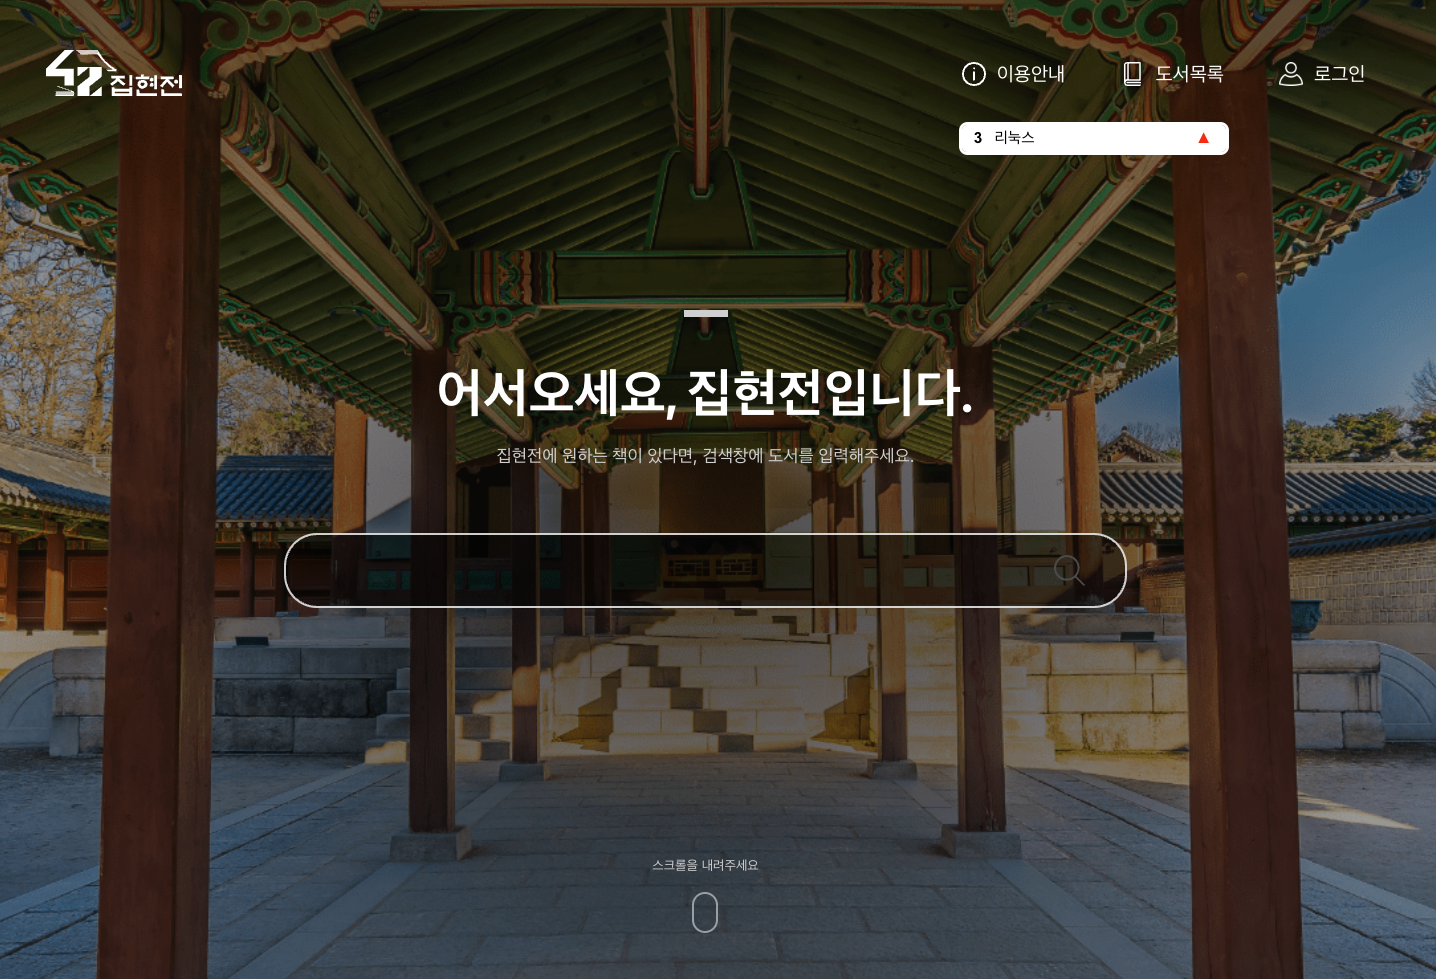 42 집현전
이용안내
도서목록
로그인
3 리눅스 ▲
어서오세요, 집현전입니다.
집현전에 원하는 책이 있다면, 검색창에 도서를 입력해주세요.
스크롤을 내려주세요